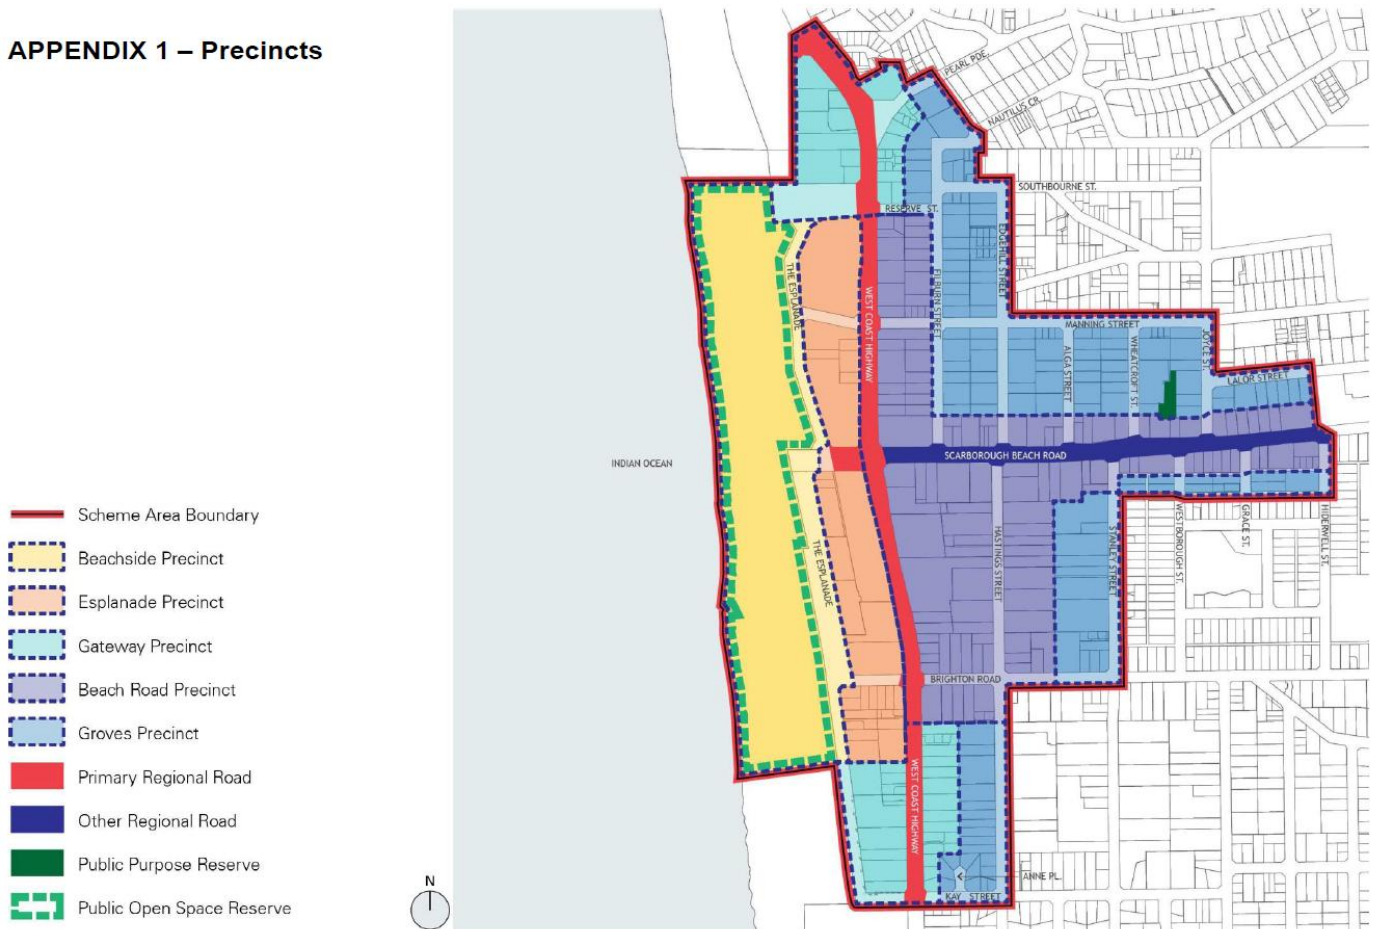 APPENDIX 1 – Precincts
PEARL PDE.
NAUTILUS CR.
SOUTHBOURNE ST.
RESERVE ST.
EDGEHILL STREET
THE ESPLANADE
FILBURN STREET
WEST COAST HIGHWAY
MANNING STREET
JOYCE ST.
ALGA STREET
WHEATCROFT ST.
LALOR STREET
SCARBOROUGH BEACH ROAD
INDIAN OCEAN
Scheme Area Boundary
Beachside Precinct
Esplanade Precinct
Gateway Precinct
Beach Road Precinct
Groves Precinct
Primary Regional Road
Other Regional Road
Public Purpose Reserve
Public Open Space Reserve
N
THE ESPLANADE
HASTINGS STREET
STANLEY STREET
WESTBOROUGH ST.
GRACE ST.
HIDERWELL ST.
BRIGHTON ROAD
WEST COAST HIGHWAY
ANNE PL.
KAY STREET